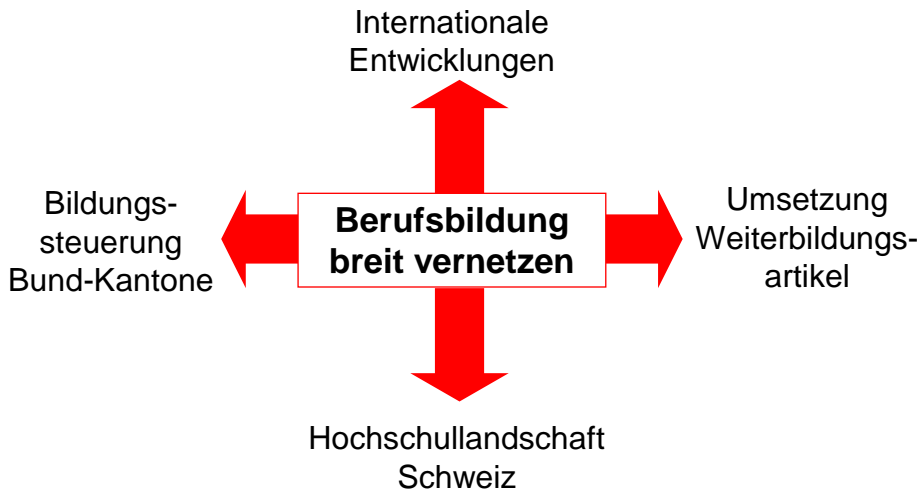 Internationale
Entwicklungen
Bildungs-
steuerung
Bund-Kantone
Berufsbildung
breit vernetzen
Umsetzung
Weiterbildungs-
artikel
Hochschullandschaft
Schweiz